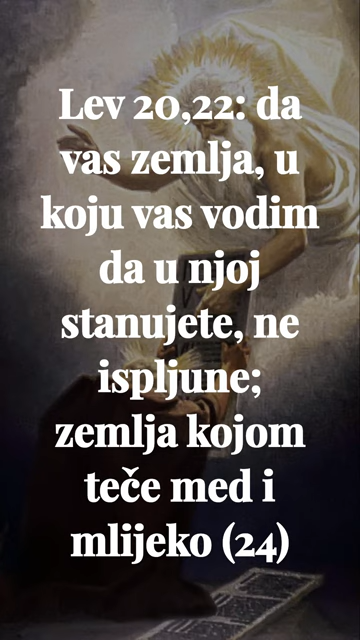 Lev 20,22: da
vas zemlja, u
koju vas vodim
da u njoj
stanujete, ne
ispljune;
zemlja kojom
teče med i
mlijeko (24)